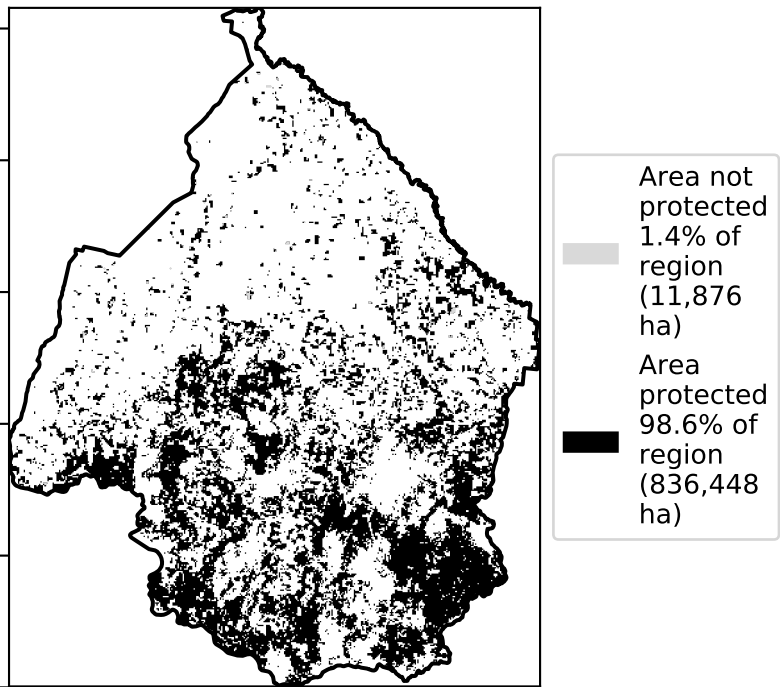 Area not
protected
1.4% of
region
(11,876
ha)
Area
protected
98.6% of
region
(836,448
ha)